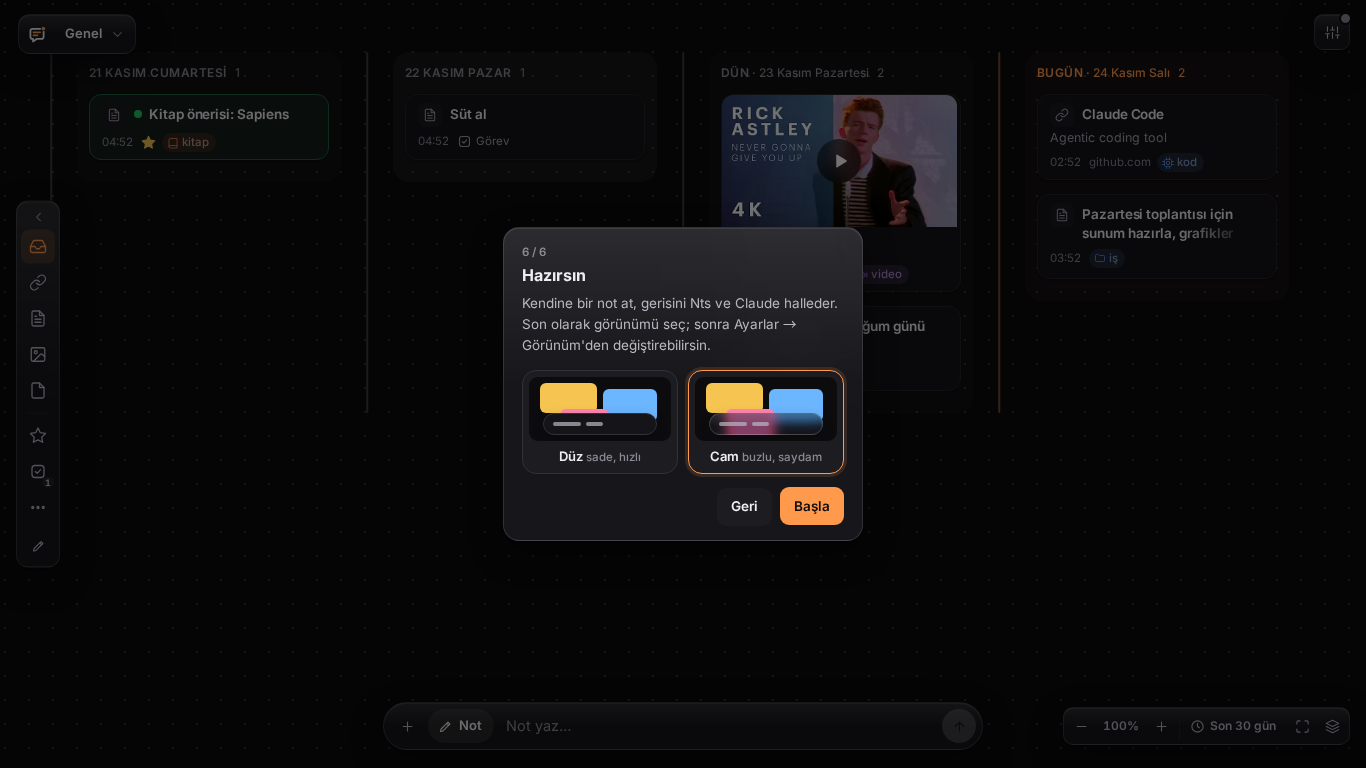 Genel
21 KASIM CUMARTESİ 1
Kitap önerisi: Sapiens
04:52 kitap
22 KASIM PAZAR 1
Süt al
04:52 Görev
DÜN · 23 Kasım Pazartesi 2
RICK
ASTLEY
NEVER GONNA
GIVE YOU UP
4K
video
ğum günü
BUGÜN · 24 Kasım Salı 2
Claude Code
Agentic coding tool
02:52 github.com kod
Pazartesi toplantısı için
sunum hazırla, grafikler
03:52 iş
1
6 / 6
Hazırsın
Kendine bir not at, gerisini Nts ve Claude halleder.
Son olarak görünümü seç; sonra Ayarlar →
Görünüm'den değiştirebilirsin.
Düz sade, hızlı
Cam buzlu, saydam
Geri
Başla
Not
Not yaz...
100%
Son 30 gün